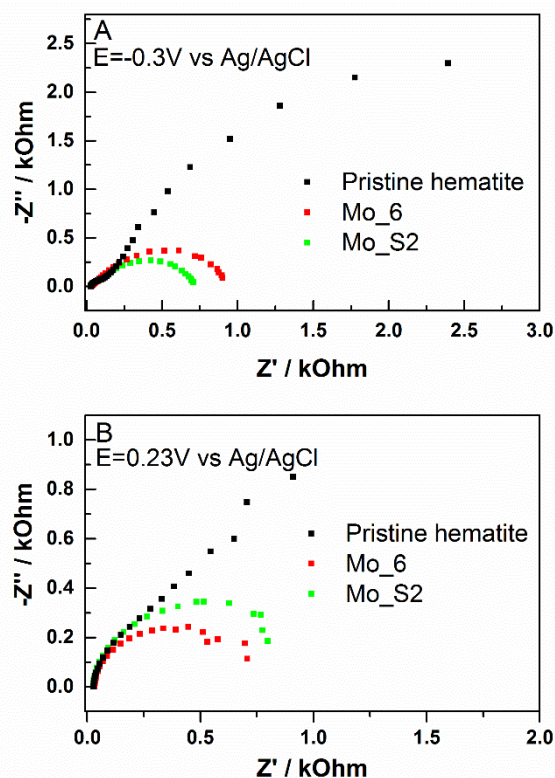 A
E=-0.3V vs Ag/AgCl
2.5
2.0
1.5
1.0
0.5
0.0
-Z'' / kOhm
Pristine hematite
Mo_6
Mo_S2
0.0 0.5 1.0 1.5 2.0 2.5 3.0
Z' / kOhm
B
E=0.23V vs Ag/AgCl
1.0
0.8
0.6
0.4
0.2
0.0
-Z'' / kOhm
Pristine hematite
Mo_6
Mo_S2
0.0 0.5 1.0 1.5 2.0
Z' / kOhm